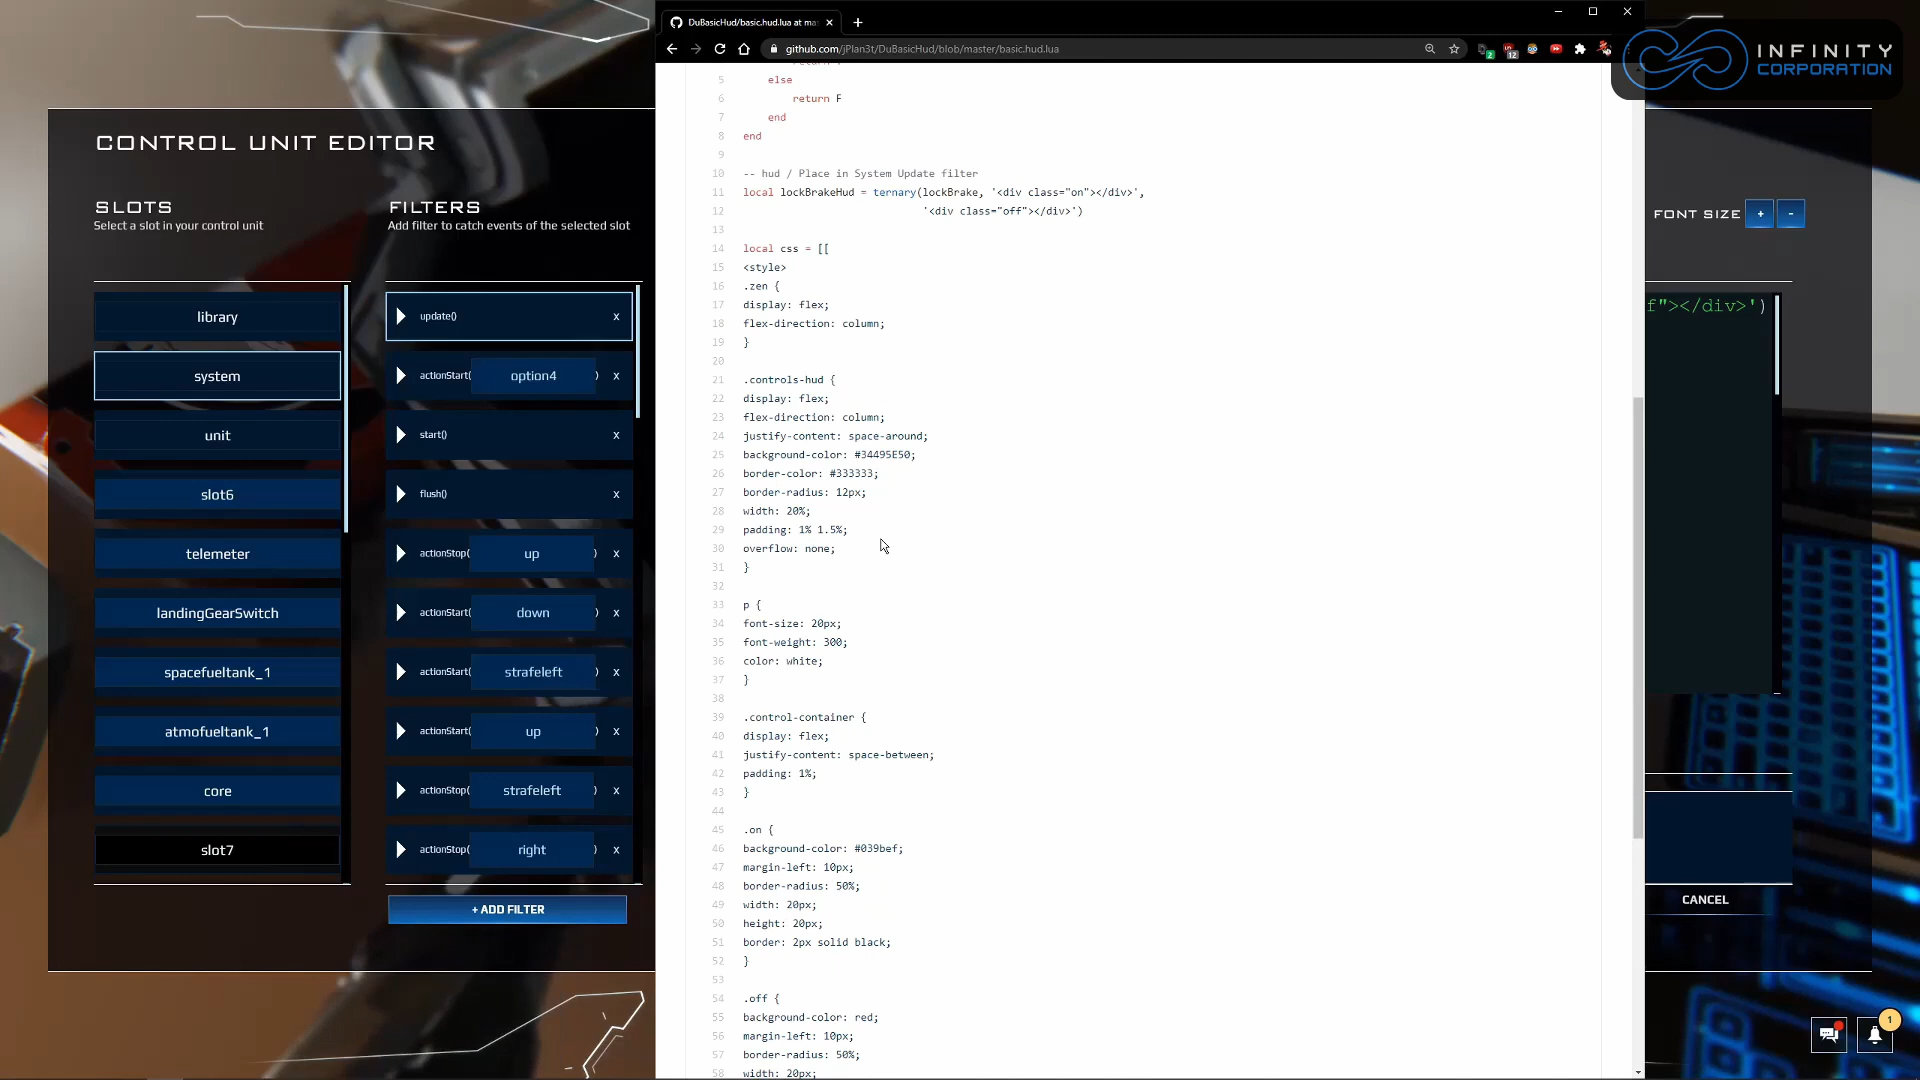 DuBasicHud/basic.hud.lua at ma
github.com/jPlan3t/DuBasicHud/blob/master/basic.hud.lua
2
12
INFINITY
CORPORATION
CONTROL UNIT EDITOR
SLOTS
Select a slot in your control unit
FILTERS
Add filter to catch events of the selected slot
library
system
unit
slot6
telemeter
landingGearSwitch
spacefueltank_1
atmofueltank_1
core
slot7
update() x
actionStart( option4 ) x
start() x
flush() x
actionStop( up ) x
actionStart( down ) x
actionStart( strafeleft ) x
actionStart( up ) x
actionStop( strafeleft ) x
actionStop( right ) x
+ ADD FILTER
5 else
6 return F
7 end
8 end
9
10 -- hud / Place in System Update filter
11 local lockBrakeHud = ternary(lockBrake, '<div class="on"></div>',
12 '<div class="off"></div>')
13
14 local css = [[
15 <style>
16 .zen {
17 display: flex;
18 flex-direction: column;
19 }
20
21 .controls-hud {
22 display: flex;
23 flex-direction: column;
24 justify-content: space-around;
25 background-color: #34495E50;
26 border-color: #333333;
27 border-radius: 12px;
28 width: 20%;
29 padding: 1% 1.5%;
30 overflow: none;
31 }
32
33 p {
34 font-size: 20px;
35 font-weight: 300;
36 color: white;
37 }
38
39 .control-container {
40 display: flex;
41 justify-content: space-between;
42 padding: 1%;
43 }
44
45 .on {
46 background-color: #039bef;
47 margin-left: 10px;
48 border-radius: 50%;
49 width: 20px;
50 height: 20px;
51 border: 2px solid black;
52 }
53
54 .off {
55 background-color: red;
56 margin-left: 10px;
57 border-radius: 50%;
58 width: 20px;
FONT SIZE + -
f"></div>')
CANCEL
1